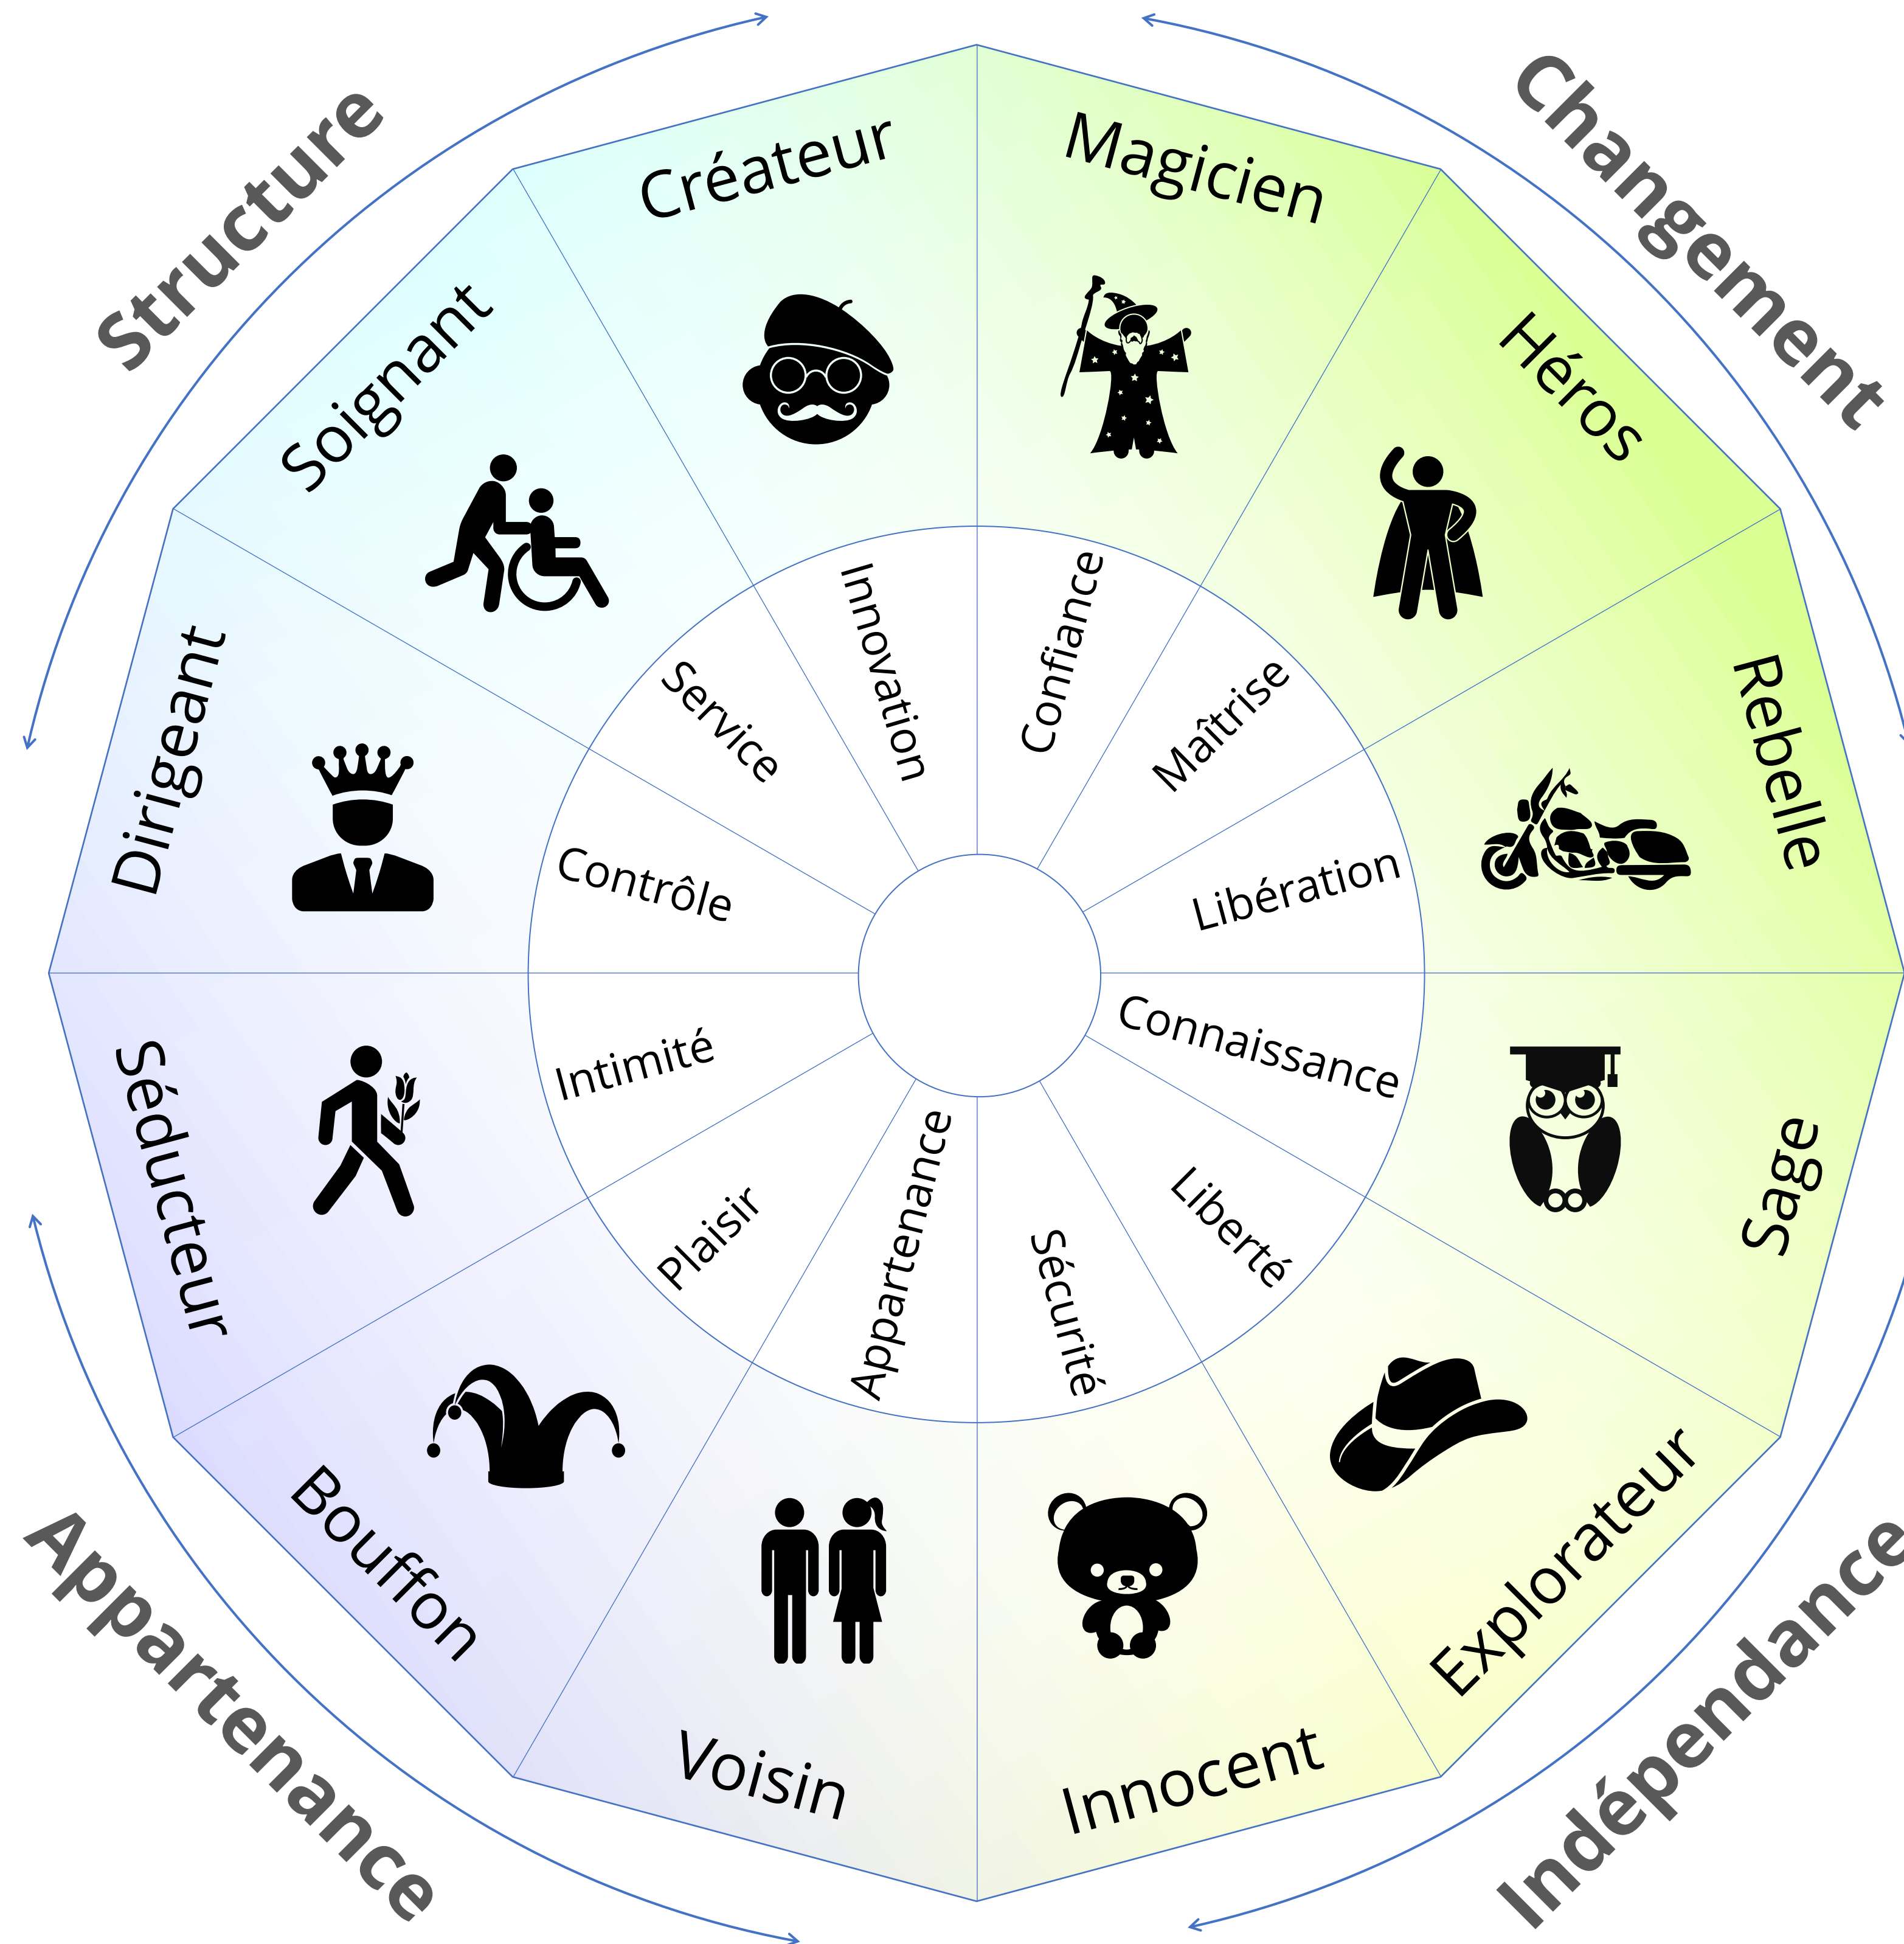 Structure
Changement
Créateur
Magicien
Soignant
Héros
Dirigeant
Rebelle
Innovation
Confiance
Service
Maîtrise
Contrôle
Libération
Intimité
Connaissance
Plaisir
Appartenance
Sécurité
Liberté
Séducteur
Sage
Bouffon
Explorateur
Voisin
Innocent
Appartenance
Indépendance